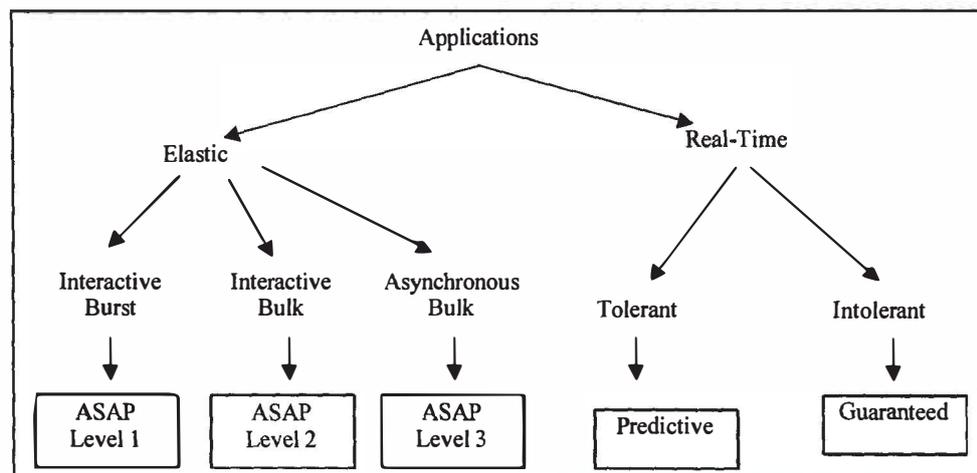 Applications
Elastic
Real-Time
Interactive
Burst
Interactive
Bulk
Asynchronous
Bulk
Tolerant
Intolerant
ASAP
Level 1
ASAP
Level 2
ASAP
Level 3
Predictive
Guaranteed